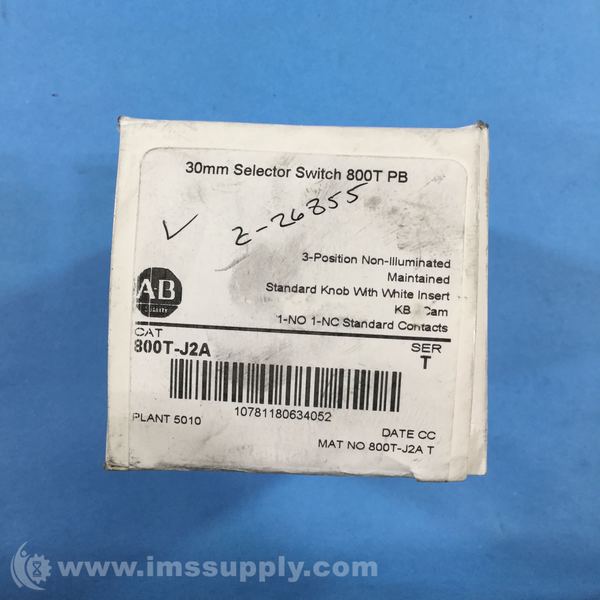 30mm Selector Switch 800T PB
z-26855
3-Position Non-Illuminated
Maintained
Standard Knob With White Insert
KB Cam
1-NO 1-NC Standard Contacts
AB
QUALITY
CAT
800T-J2A
SER
T
10781180634052
PLANT 5010
DATE CC
MAT NO 800T-J2A T
www.imssupply.com